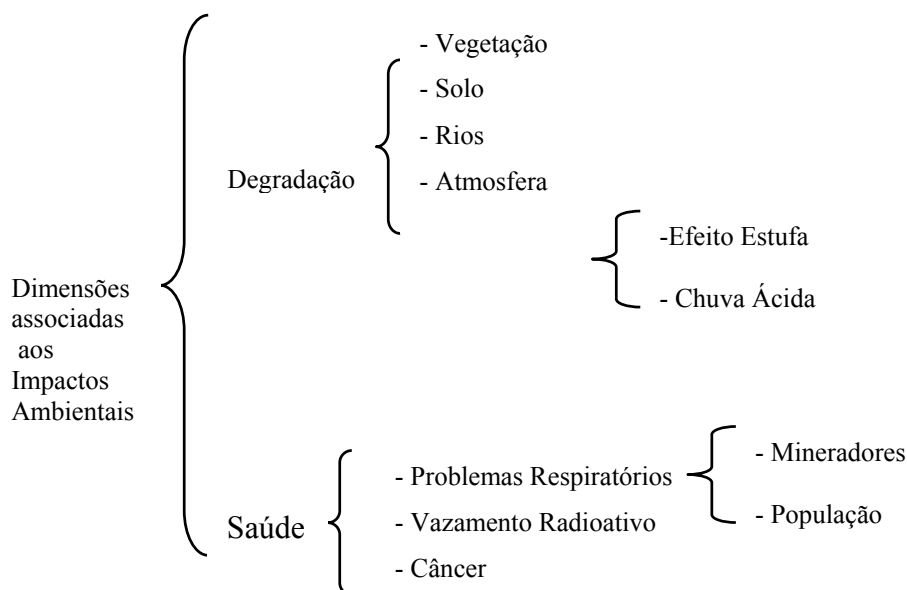 Dimensões
associadas
aos
Impactos
Ambientais
Degradação
- Vegetação
- Solo
- Rios
- Atmosfera
-Efeito Estufa
- Chuva Ácida
Saúde
- Problemas Respiratórios
- Vazamento Radioativo
- Câncer
- Mineradores
- População